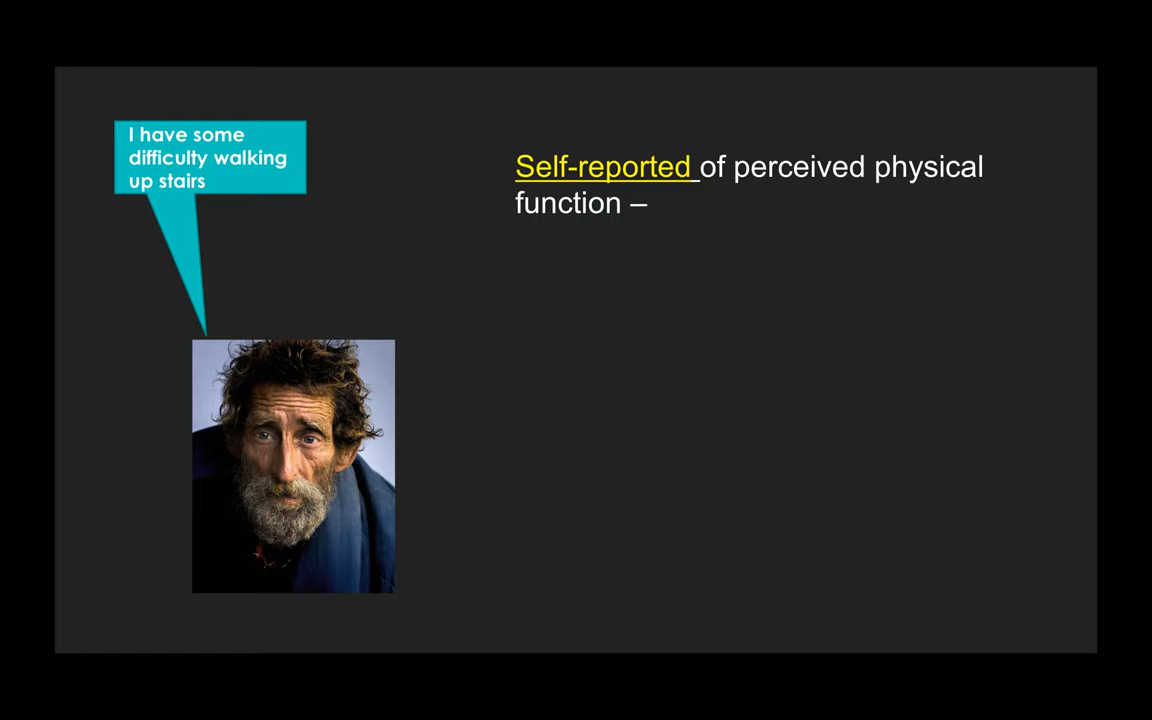 I have some
difficulty walking
up stairs
Self-reported of perceived physical
function –